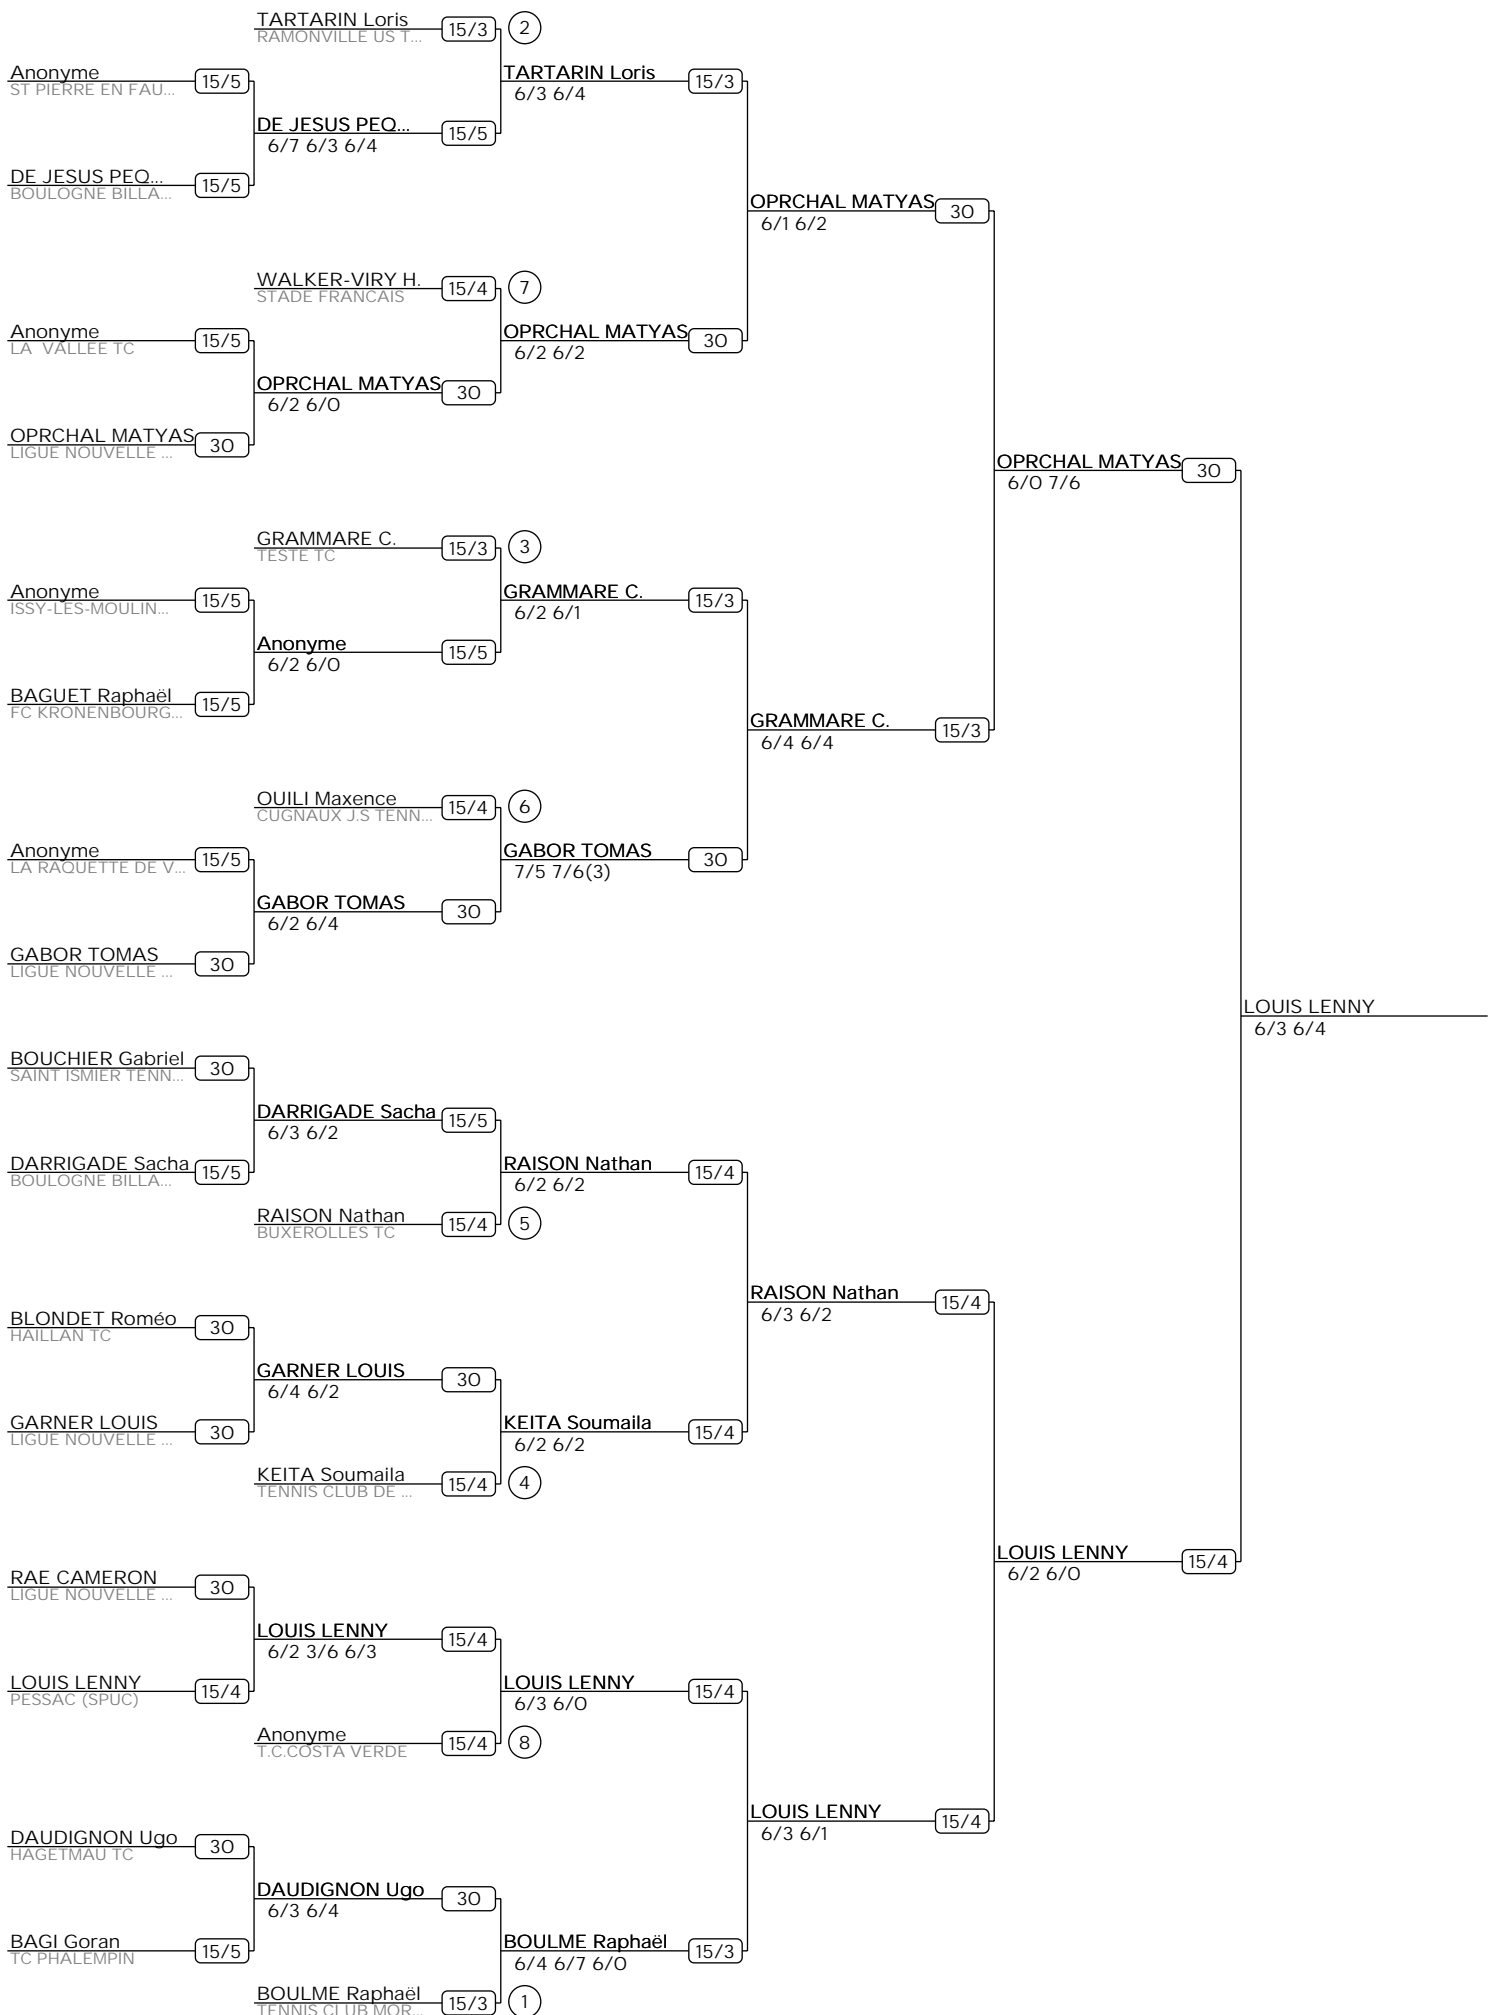 TARTARIN Loris
RAMONVILLE US T...
15/3
2
Anonyme
ST PIERRE EN FAU...
15/5
TARTARIN Loris
6/3 6/4
15/3
DE JESUS PEQ...
6/7 6/3 6/4
15/5
DE JESUS PEQ...
BOULOGNE BILLA...
15/5
OPRCHAL MATYAS
6/1 6/2
30
WALKER-VIRY H.
STADE FRANCAIS
15/4
7
Anonyme
LA VALLEE TC
15/5
OPRCHAL MATYAS
6/2 6/2
30
OPRCHAL MATYAS
6/2 6/0
30
OPRCHAL MATYAS
LIGUE NOUVELLE ...
30
OPRCHAL MATYAS
6/0 7/6
30
GRAMMARE C.
TESTE TC
15/3
3
Anonyme
ISSY-LES-MOULIN...
15/5
GRAMMARE C.
6/2 6/1
15/3
Anonyme
6/2 6/0
15/5
BAGUET Raphaël
FC KRONENBOURG...
15/5
GRAMMARE C.
6/4 6/4
15/3
OUILI Maxence
CUGNAUX J.S TENN...
15/4
6
Anonyme
LA RAQUETTE DE V...
15/5
GABOR TOMAS
7/5 7/6(3)
30
GABOR TOMAS
6/2 6/4
30
GABOR TOMAS
LIGUE NOUVELLE ...
30
LOUIS LENNY
6/3 6/4
BOUCHIER Gabriel
SAINT ISMIER TENN...
30
DARRIGADE Sacha
6/3 6/2
15/5
DARRIGADE Sacha
BOULOGNE BILLA...
15/5
RAISON Nathan
6/2 6/2
15/4
RAISON Nathan
BUXEROLLES TC
15/4
5
RAISON Nathan
6/3 6/2
15/4
BLONDET Roméo
HAILLAN TC
30
GARNER LOUIS
6/4 6/2
30
GARNER LOUIS
LIGUE NOUVELLE ...
30
KEITA Soumaila
6/2 6/2
15/4
KEITA Soumaila
TENNIS CLUB DE ...
15/4
4
LOUIS LENNY
6/2 6/0
15/4
RAE CAMERON
LIGUE NOUVELLE ...
30
LOUIS LENNY
6/2 3/6 6/3
15/4
LOUIS LENNY
PESSAC (SPUC)
15/4
LOUIS LENNY
6/3 6/0
15/4
Anonyme
T.C.COSTA VERDE
15/4
8
LOUIS LENNY
6/3 6/1
15/4
DAUDIGNON Ugo
HAGETMAU TC
30
DAUDIGNON Ugo
6/3 6/4
30
BAGI Goran
TC PHALEMPIN
15/5
BOULME Raphaël
6/4 6/7 6/0
15/3
BOULME Raphaël
TENNIS CLUB MOR...
15/3
1